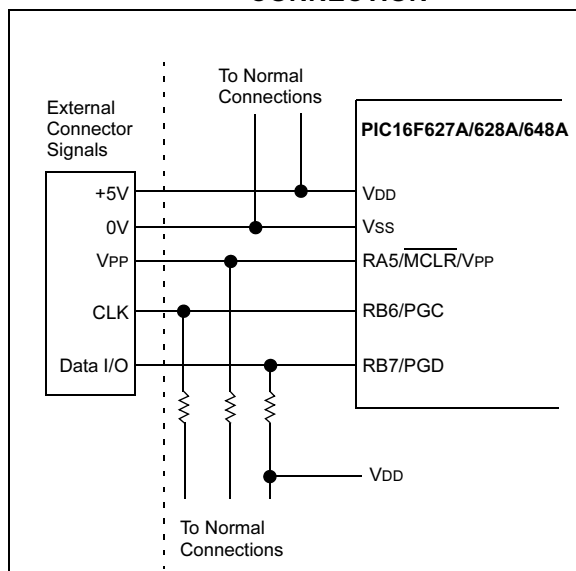 To Normal
Connections
External
Connector
Signals
PIC16F627A/628A/648A
+5V
VDD
0V
VSS
VPP
RA5/MCLR/VPP
CLK
RB6/PGC
Data I/O
RB7/PGD
VDD
To Normal
Connections